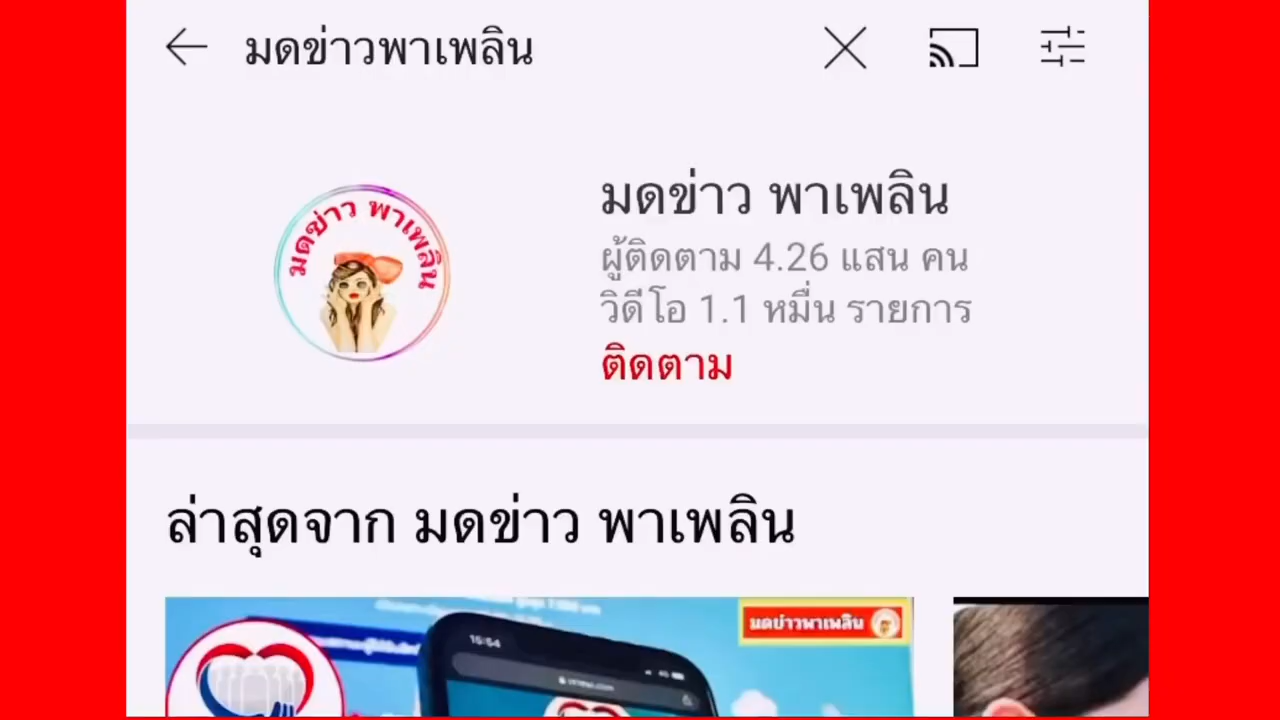 มดข่าวพาเพลิน
มดข่าว พาเพลิน
มดข่าว พาเพลิน
ผู้ติดตาม 4.26 แสน คน
วิดีโอ 1.1 หมื่น รายการ
ติดตาม
ล่าสุดจาก มดข่าว พาเพลิน
มดข่าวพาเพลิน
15:54